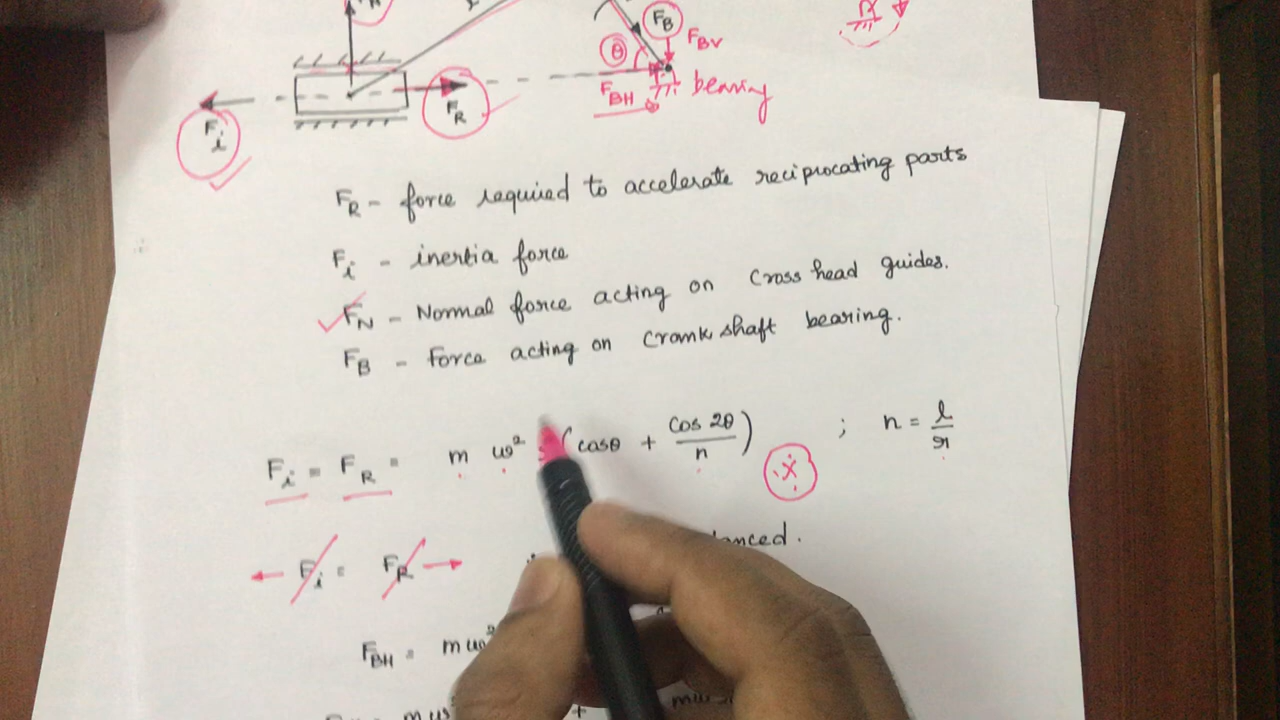 F_B
θ
F_BV
F_BH
bearing
F_i
F_R
F_R - force required to accelerate reciprocating parts
F_i - inertia force
F_N - Normal force acting on cross head guides.
F_B - Force acting on crank shaft bearing.
F_i = F_R = m ω² (cosθ + cos 2θ/n) ; n = l/r
F_i = F_R
F_BH = m ω²